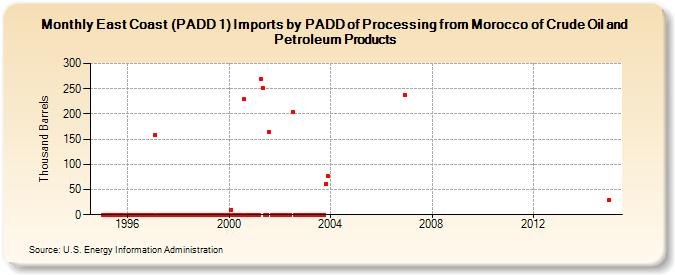 Monthly East Coast (PADD 1) Imports by PADD of Processing from Morocco of Crude Oil and
Petroleum Products
Thousand Barrels
300
250
200
150
100
50
0
1996 2000 2004 2008 2012
Source: U.S. Energy Information Administration